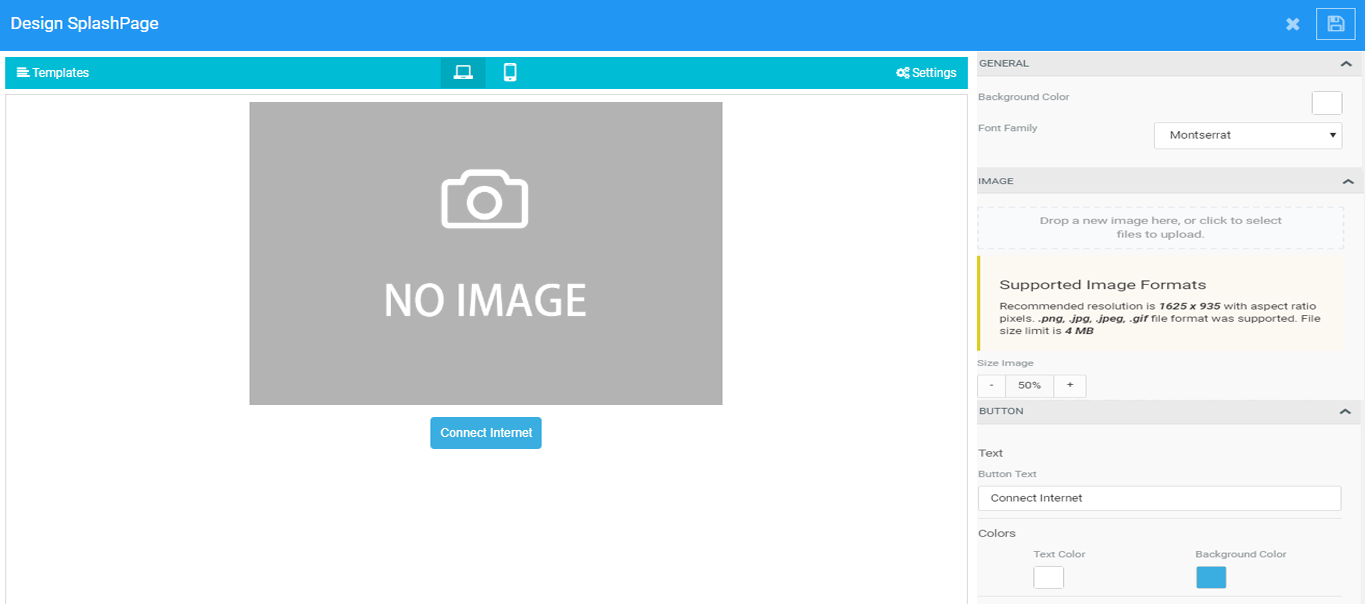 Design SplashPage
Templates
Settings
NO IMAGE
Connect Internet
GENERAL
Background Color
Font Family
Montserrat
IMAGE
Drop a new image here, or click to select
files to upload.
Supported Image Formats
Recommended resolution is 1625 x 935 with aspect ratio
pixels. .png, .jpg, .jpeg, .gif file format was supported. File
size limit is 4 MB
Size Image
- 50% +
BUTTON
Text
Button Text
Connect Internet
Colors
Text Color Background Color